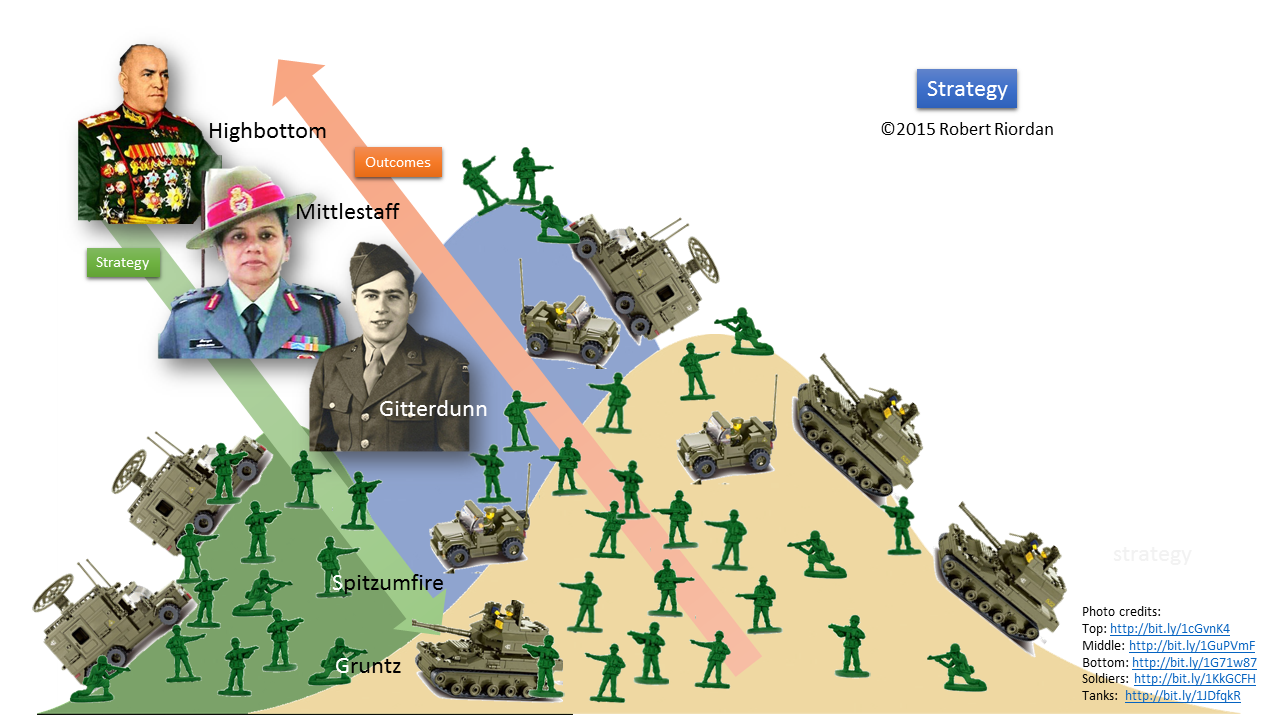 Strategy
©2015 Robert Riordan
Highbottom
Outcomes
Mittlestaff
Strategy
Gitterdunn
strategy
Spitzumfire
Gruntz
Photo credits:
Top: http://bit.ly/1cGvnK4
Middle: http://bit.ly/1GuPVmF
Bottom: http://bit.ly/1G71w87
Soldiers: http://bit.ly/1KkGCFH
Tanks: http://bit.ly/1JDfqkR